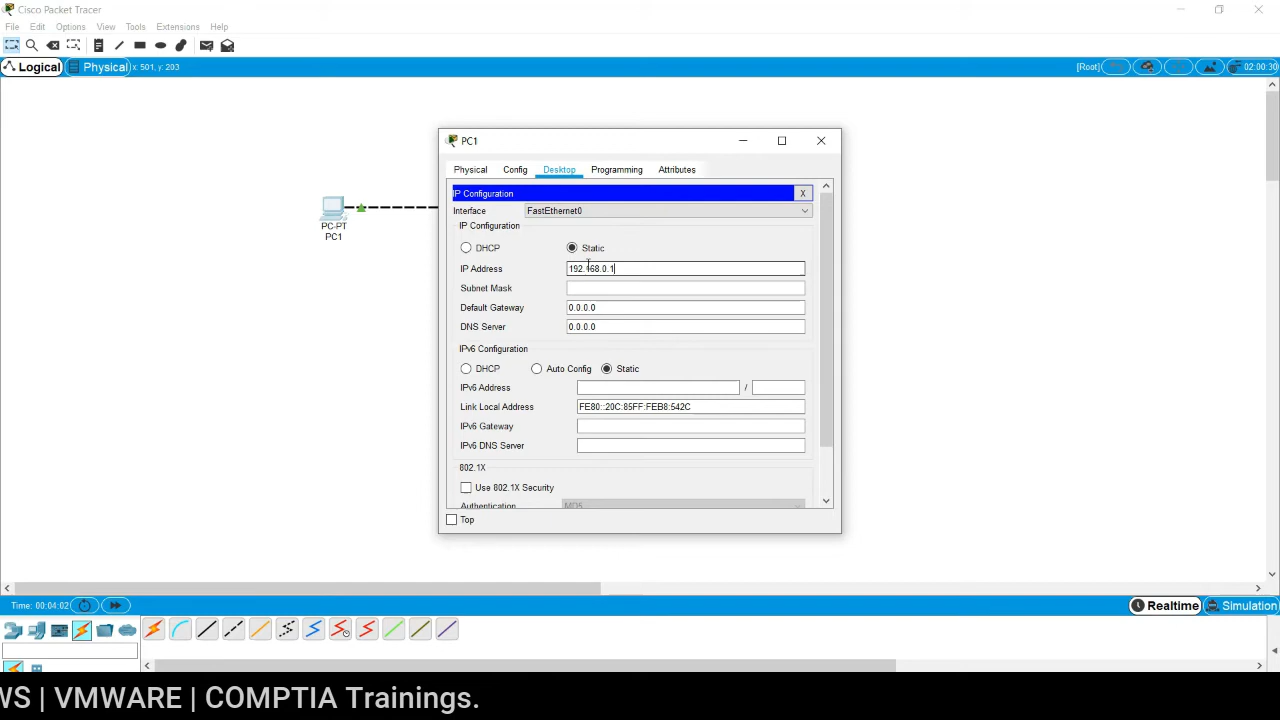 Cisco Packet Tracer
File Edit Options View Tools Extensions Help
Logical Physical x: 501, y: 203 [Root] 02:00:30
PC1
Physical Config Desktop Programming Attributes
IP Configuration X
Interface FastEthernet0
IP Configuration
DHCP Static
IP Address 192.168.0.1
Subnet Mask
Default Gateway 0.0.0.0
DNS Server 0.0.0.0
IPv6 Configuration
DHCP Auto Config Static
IPv6 Address /
Link Local Address FE80::20C:85FF:FEB8:542C
IPv6 Gateway
IPv6 DNS Server
802.1X
Use 802.1X Security
Authentication MD5
Top
PC-PT
PC1
Time: 00:04:02 Realtime Simulation
WS | VMWARE | COMPTIA Trainings.